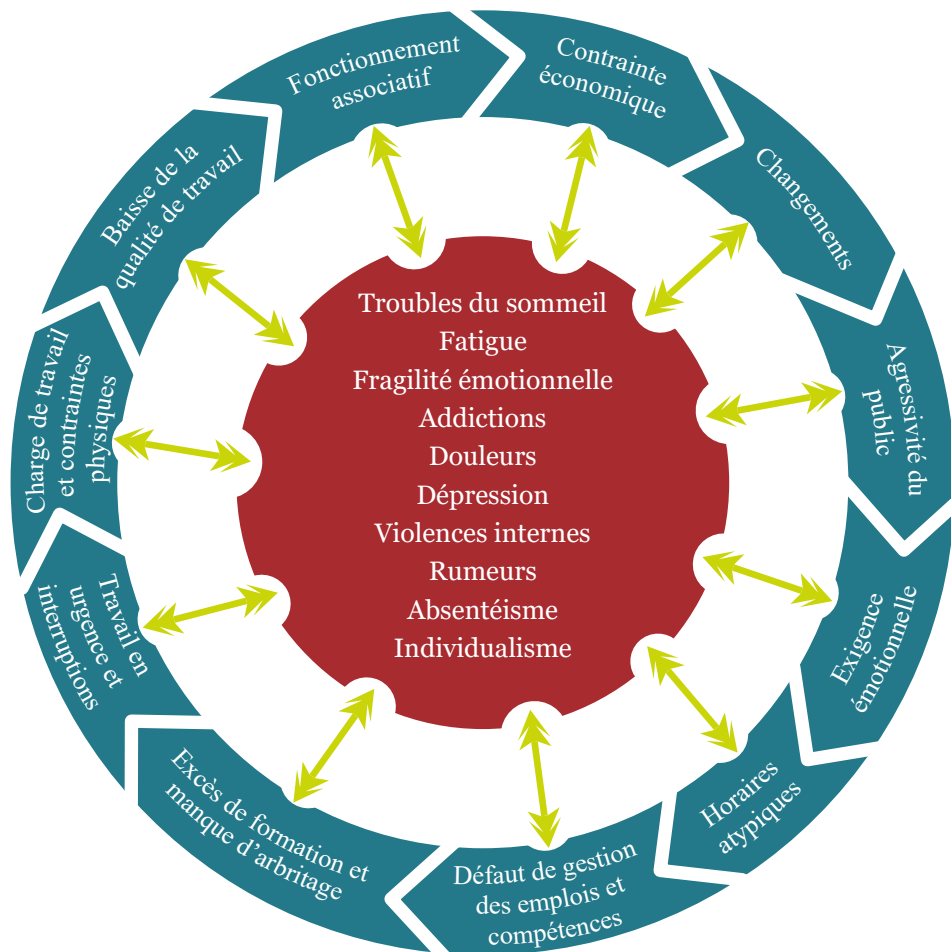 Fonctionnement
associatif
Contrainte
économique
Changements
Agressivité du
public
Exigence
émotionnelle
Horaires
atypiques
Défaut de gestion
des emplois et
compétences
Excès de formation et
manque d’arbritage
Travail en
urgence et
interruptions
Charge de travail
et contraintes
physiques
Baisse de la
qualité de travail
Troubles du sommeil
Fatigue
Fragilité émotionnelle
Addictions
Douleurs
Dépression
Violences internes
Rumeurs
Absentéisme
Individualisme